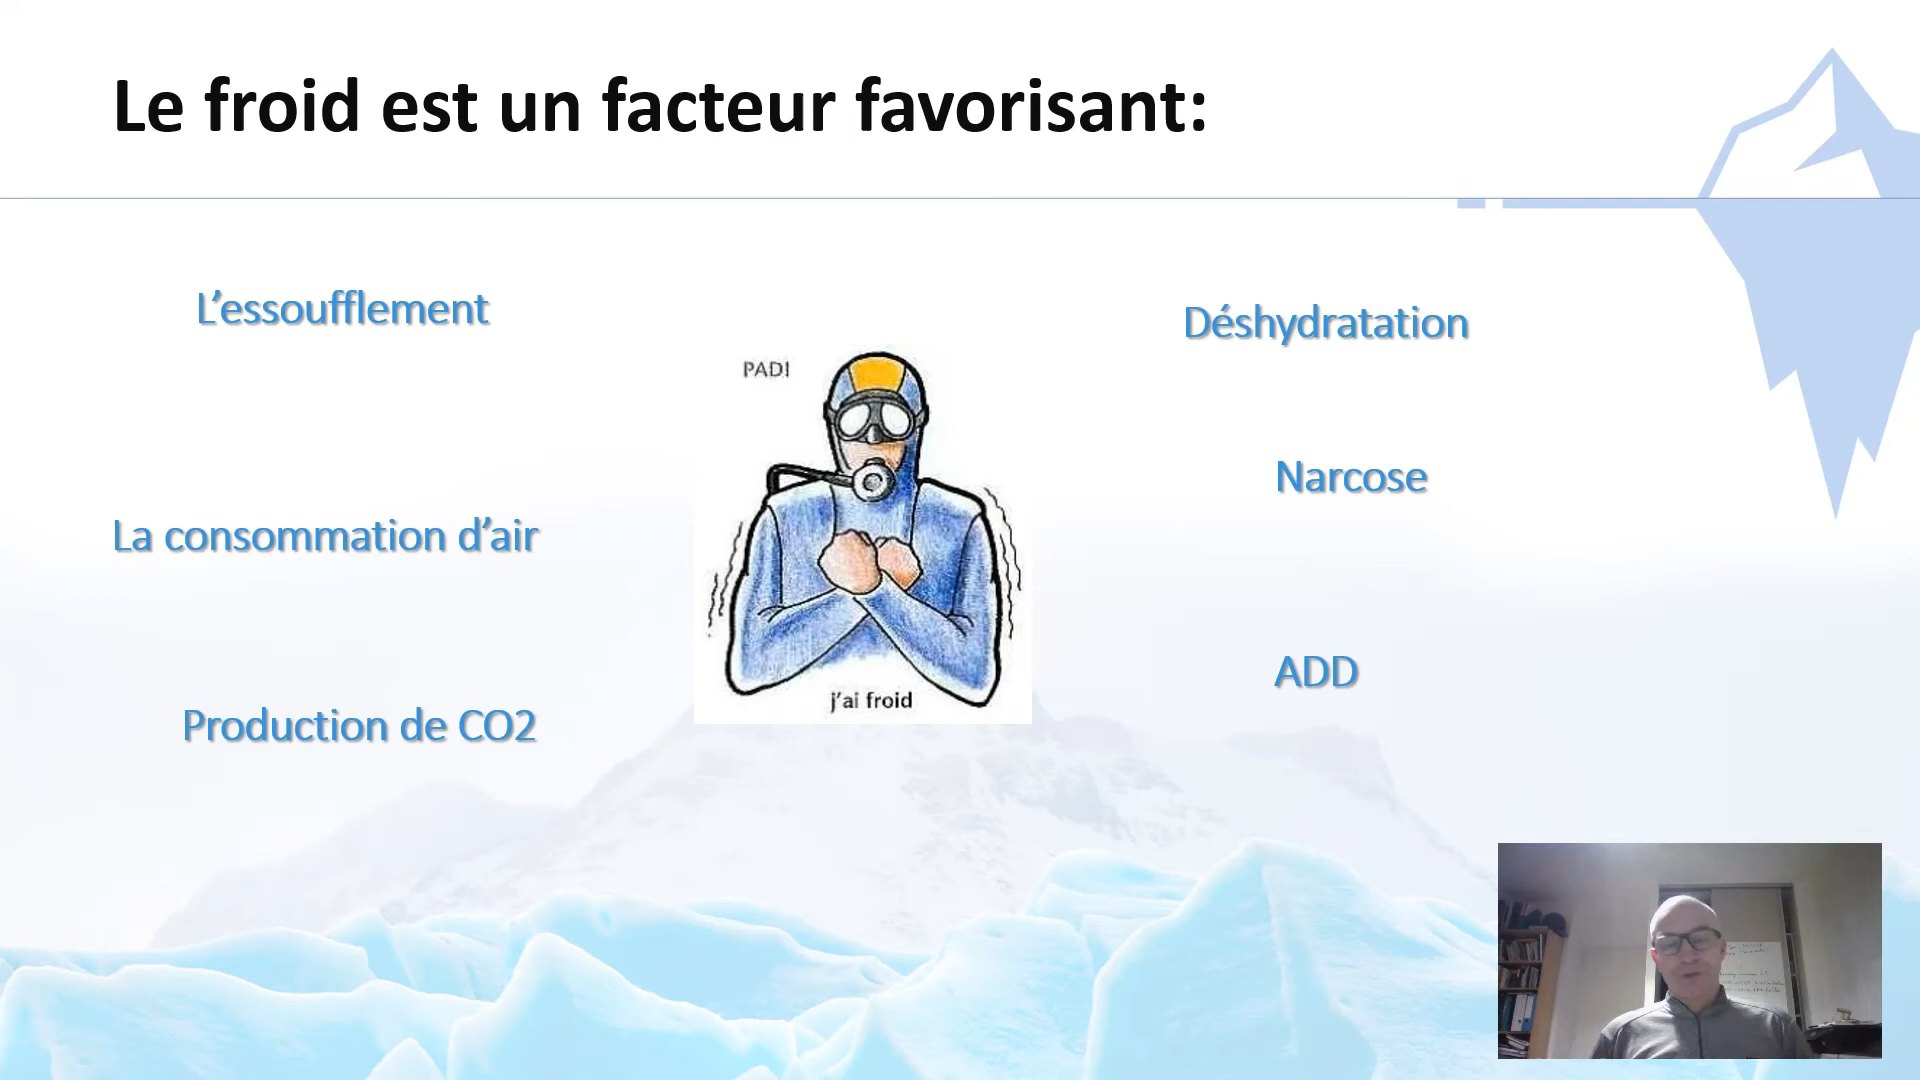 Le froid est un facteur favorisant:
L’essoufflement
La consommation d’air
Production de CO2
PADI
j'ai froid
Déshydratation
Narcose
ADD